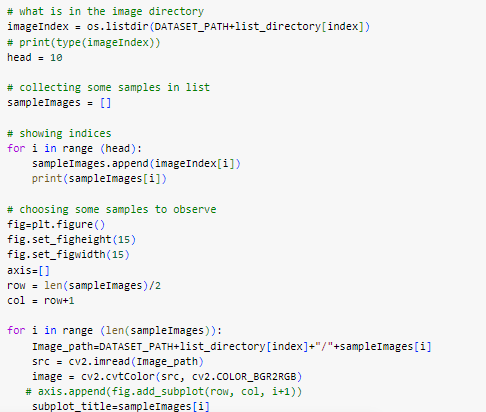 # what is in the image directory
imageIndex = os.listdir(DATASET_PATH+list_directory[index])
# print(type(imageIndex))
head = 10

# collecting some samples in list
sampleImages = []

# showing indices
for i in range (head):
    sampleImages.append(imageIndex[i])
    print(sampleImages[i])

# choosing some samples to observe
fig=plt.figure()
fig.set_figheight(15)
fig.set_figwidth(15)
axis=[]
row = len(sampleImages)/2
col = row+1

for i in range (len(sampleImages)):
    Image_path=DATASET_PATH+list_directory[index]+"/"+sampleImages[i]
    src = cv2.imread(Image_path)
    image = cv2.cvtColor(src, cv2.COLOR_BGR2RGB)
   # axis.append(fig.add_subplot(row, col, i+1))
    subplot_title=sampleImages[i]